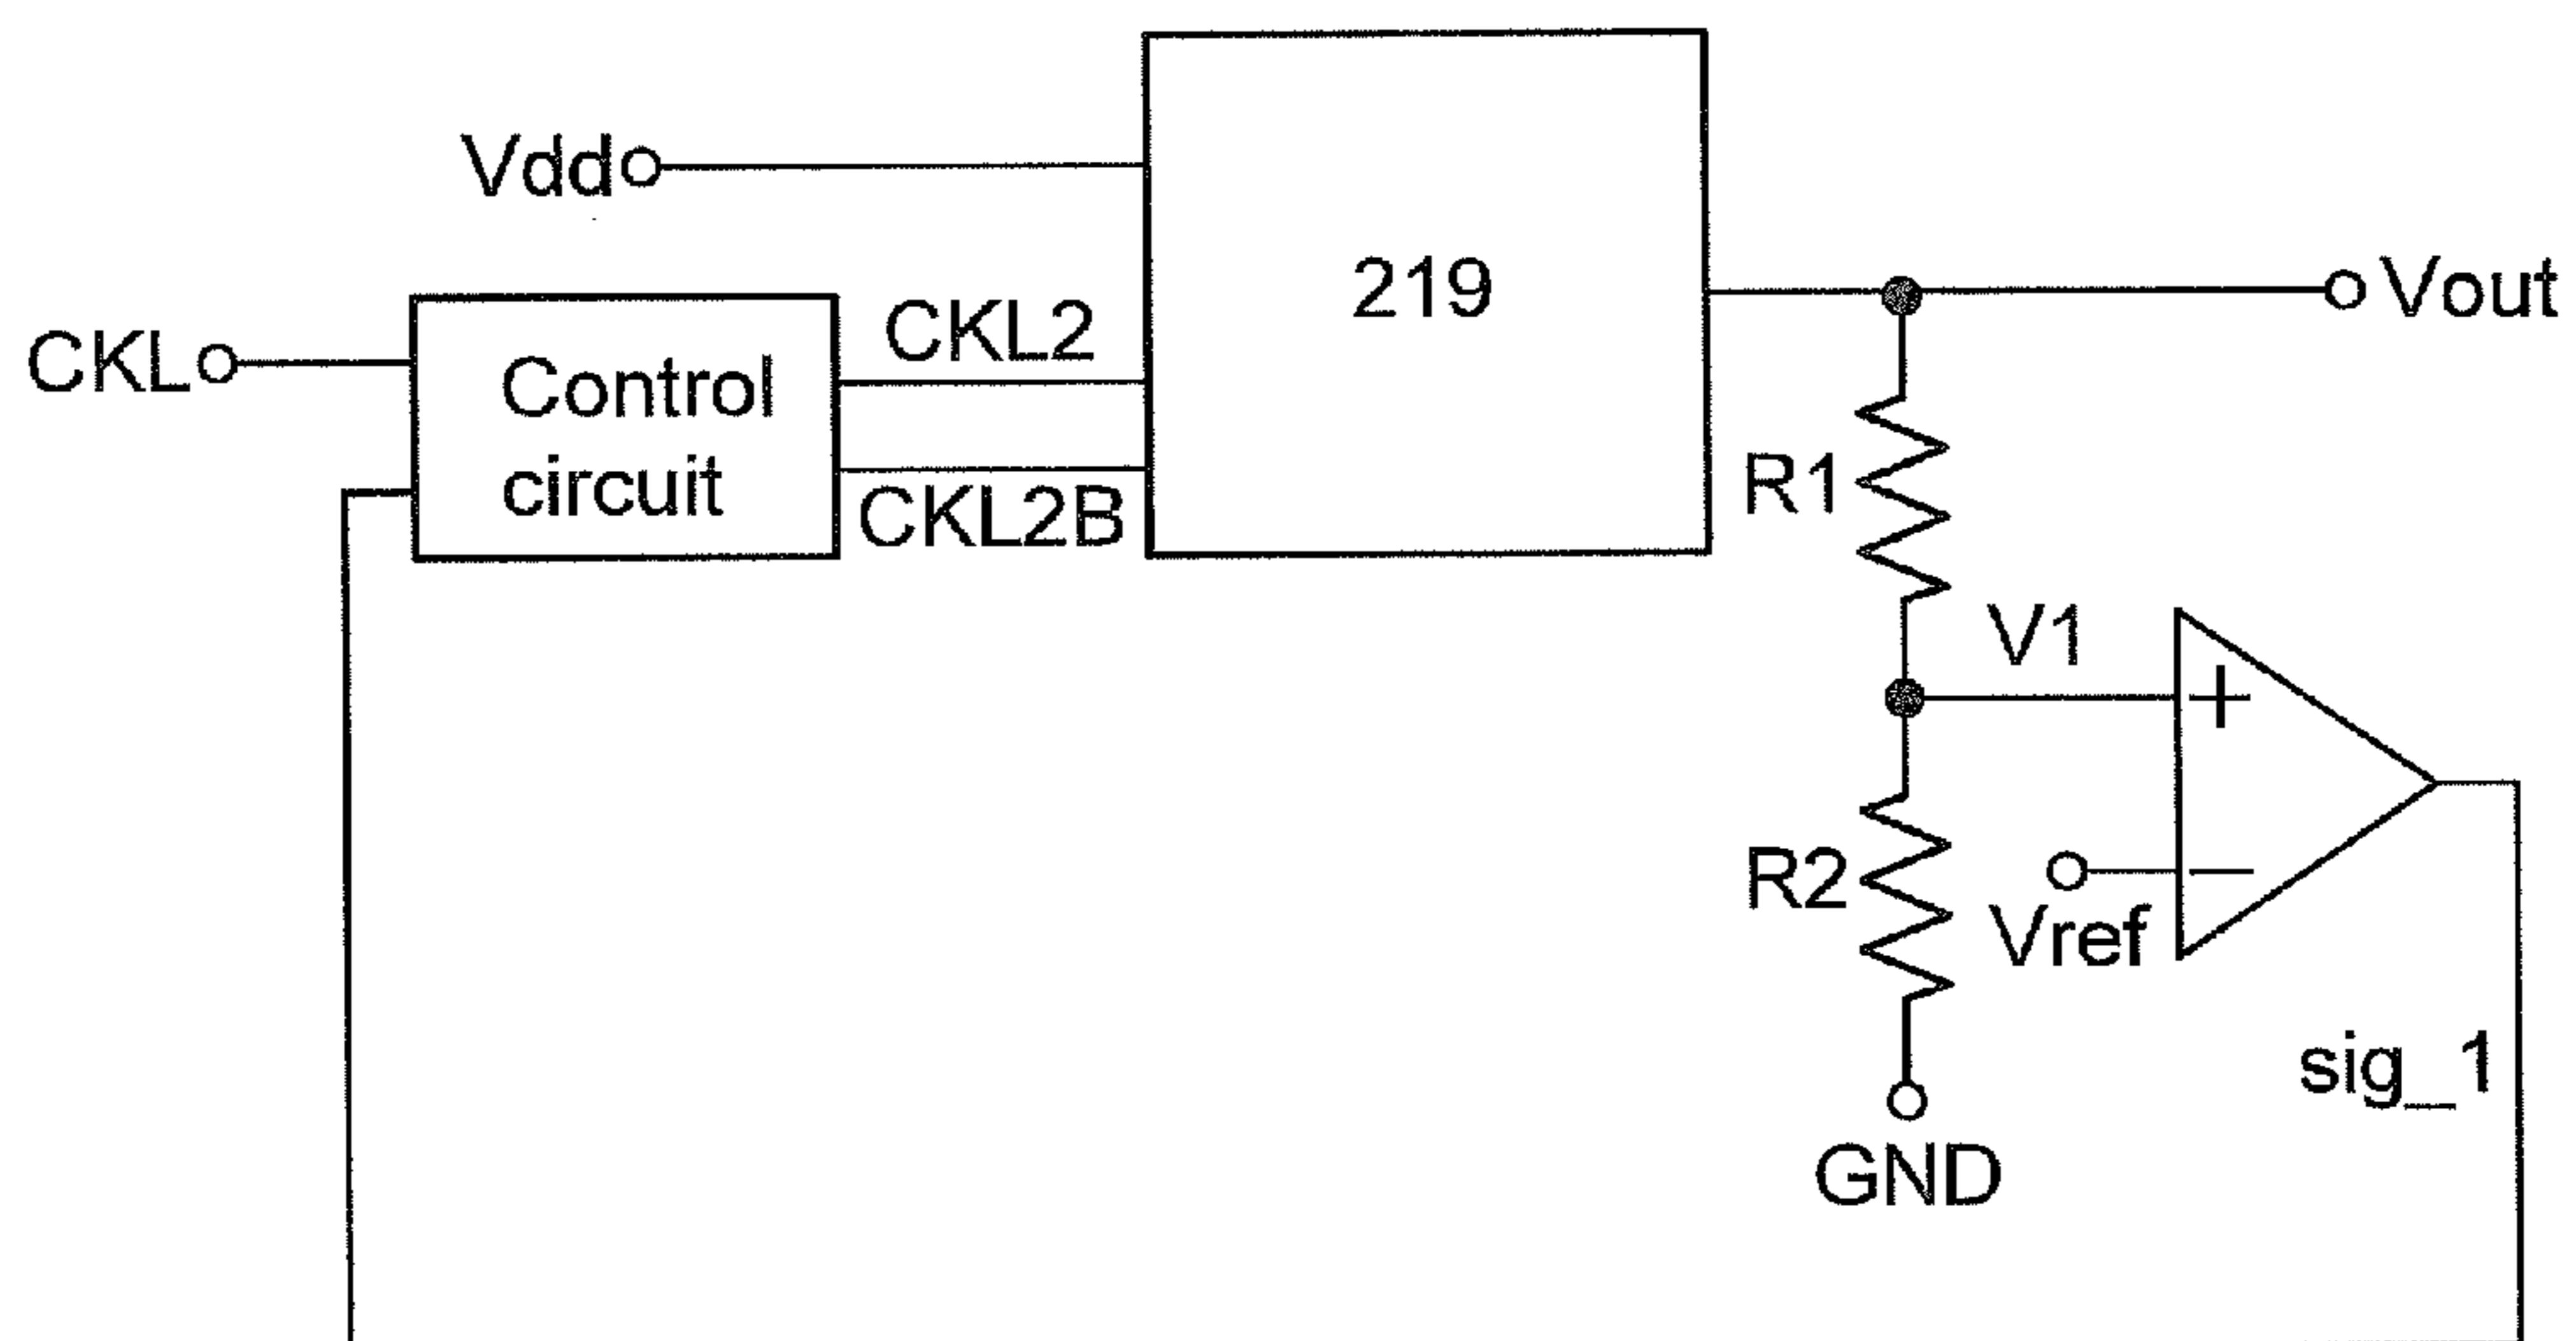 Vdd
219
Vout
CKL
Control
circuit
CKL2
CKL2B
R1
V1
+
R2
−
Vref
sig_1
GND